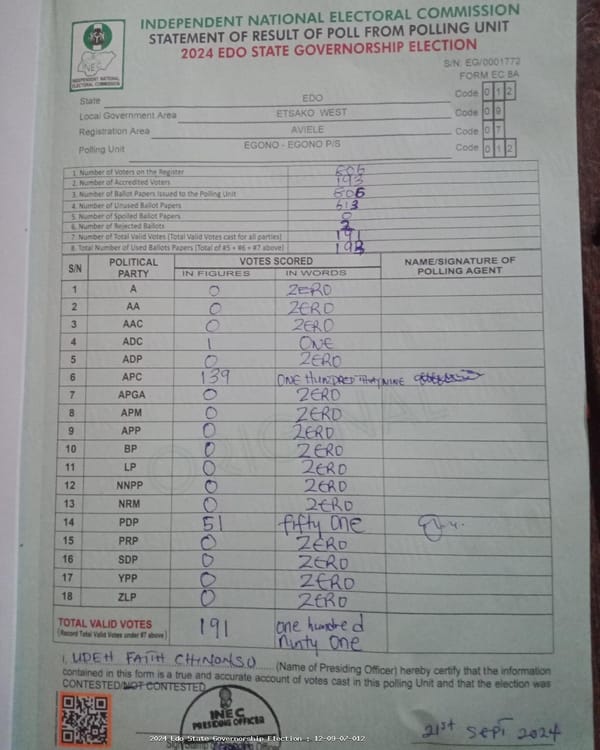 INDEPENDENT NATIONAL ELECTORAL COMMISSION
STATEMENT OF RESULT OF POLL FROM POLLING UNIT
2024 EDO STATE GOVERNORSHIP ELECTION
INEC
INDEPENDENT NATIONAL
ELECTORAL COMMISSION
S/N. EG/0001772
FORM EC 8A
State EDO Code 0 1 2
Local Government Area ETSAKO WEST Code 0 9
Registration Area AVIELE Code 0 7
Polling Unit EGONO - EGONO P/S Code 0 1 2
1. Number of Voters on the Register 606
2. Number of Accredited Voters 193
3. Number of Ballot Papers Issued to the Polling Unit 606
4. Number of Unused Ballot Papers 413
5. Number of Spoiled Ballot Papers 0
6. Number of Rejected Ballots 2
7. Number of Total Valid Votes (Total Valid Votes cast for all parties) 191
8. Total Number of Used Ballots Papers (Total of #5 + #6 + #7 above) 193
S/N POLITICAL PARTY VOTES SCORED NAME/SIGNATURE OF POLLING AGENT
IN FIGURES IN WORDS
1 A 0 ZERO
2 AA 0 ZERO
3 AAC 0 ZERO
4 ADC 1 ONE
5 ADP 0 ZERO
6 APC 139 ONE HUNDRED THAYNINE
7 APGA 0 ZERO
8 APM 0 ZERO
9 APP 0 ZERO
10 BP 0 ZERO
11 LP 0 ZERO
12 NNPP 0 ZERO
13 NRM 0 ZERO
14 PDP 51 fifty One
15 PRP 0 ZERO
16 SDP 0 ZERO
17 YPP 0 ZERO
18 ZLP 0 ZERO
TOTAL VALID VOTES 191 One hundred
(Record Total Valid Votes under #7 above) Ninty One
I, UDEH FAITH CHINONSO (Name of Presiding Officer) hereby certify that the information
contained in this form is a true and accurate account of votes cast in this polling Unit and that the election was
CONTESTED/NOT CONTESTED
INEC
PRESIDING OFFICER
21st SEPT 2024
2024 Edo State Governorship Election : 12-09-07-012